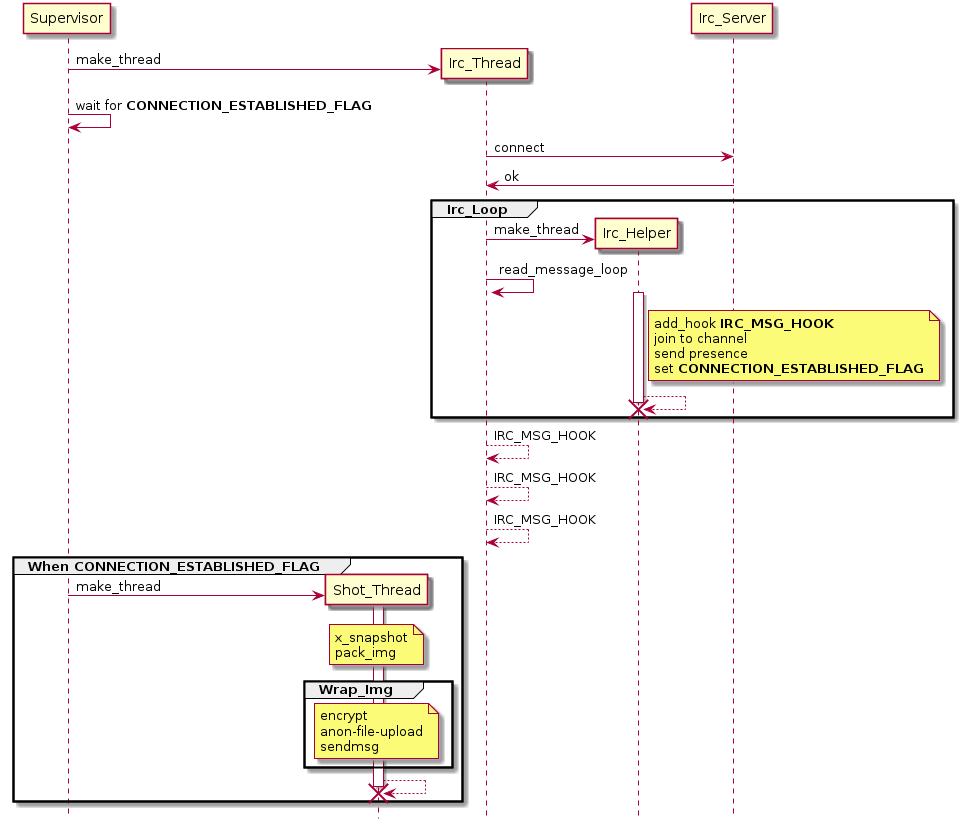 Supervisor
Irc_Server
make_thread
Irc_Thread
wait for CONNECTION_ESTABLISHED_FLAG
connect
ok
Irc_Loop
make_thread
Irc_Helper
read_message_loop
add_hook IRC_MSG_HOOK
join to channel
send presence
set CONNECTION_ESTABLISHED_FLAG
IRC_MSG_HOOK
IRC_MSG_HOOK
IRC_MSG_HOOK
When CONNECTION_ESTABLISHED_FLAG
make_thread
Shot_Thread
x_snapshot
pack_img
Wrap_Img
encrypt
anon-file-upload
sendmsg